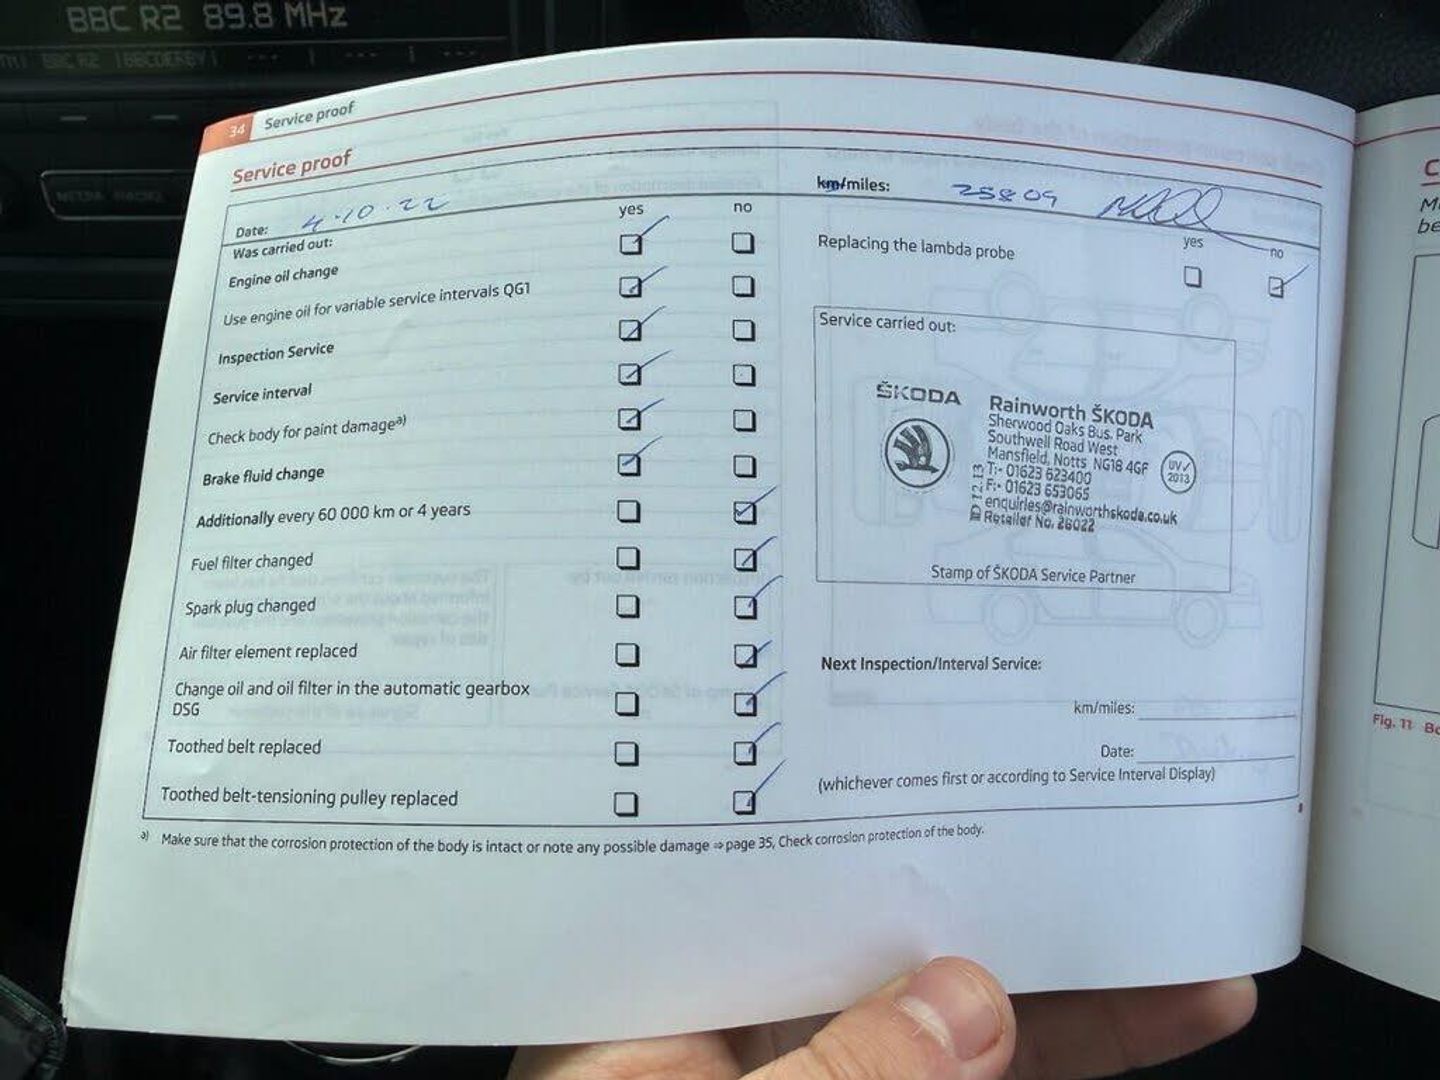 BBC R2 89.8 MHz
BBC R2
34 Service proof
Service proof
Date: 4.10.22
km/miles: 25809
Was carried out:
yes no
Engine oil change
Use engine oil for variable service intervals QG1
Inspection Service
Service interval
Check body for paint damage a)
Brake fluid change
Additionally every 60 000 km or 4 years
Fuel filter changed
Spark plug changed
Air filter element replaced
Change oil and oil filter in the automatic gearbox
DSG
Toothed belt replaced
Toothed belt-tensioning pulley replaced
yes no
Replacing the lambda probe
Service carried out:
ŠKODA
Rainworth ŠKODA
Sherwood Oaks Bus. Park
Southwell Road West
Mansfield, Notts NG18 4GF
T:- 01623 623400
F:- 01623 653065
enquiries@rainworthskoda.co.uk
Retailer No. 26022
UV✓
2013
Stamp of ŠKODA Service Partner
Next Inspection/Interval Service:
km/miles:
Date:
(whichever comes first or according to Service Interval Display)
a) Make sure that the corrosion protection of the body is intact or note any possible damage ⇒ page 35, Check corrosion protection of the body.
be
Fig. 11